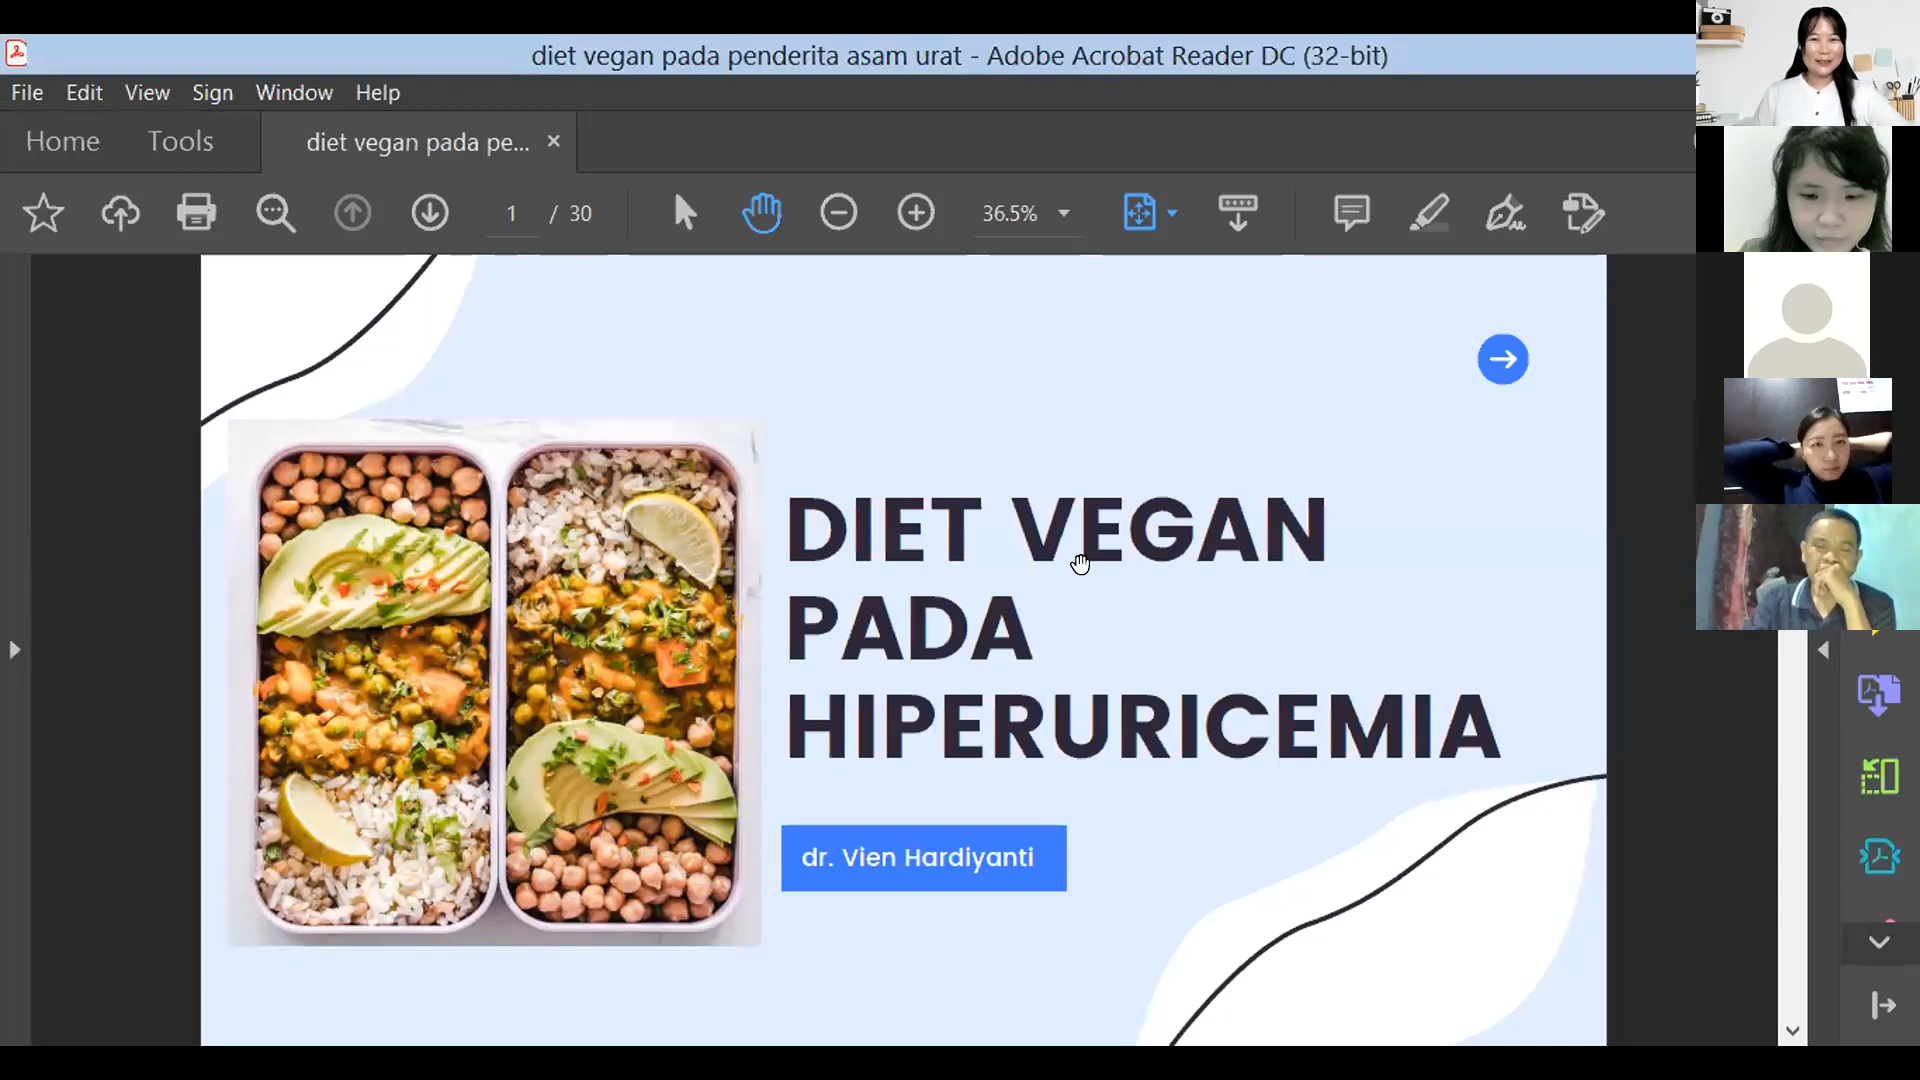 diet vegan pada penderita asam urat - Adobe Acrobat Reader DC (32-bit)
File Edit View Sign Window Help
Home Tools diet vegan pada pe... ×
1 / 30 36.5%
DIET VEGAN
PADA
HIPERURICEMIA
dr. Vien Hardiyanti